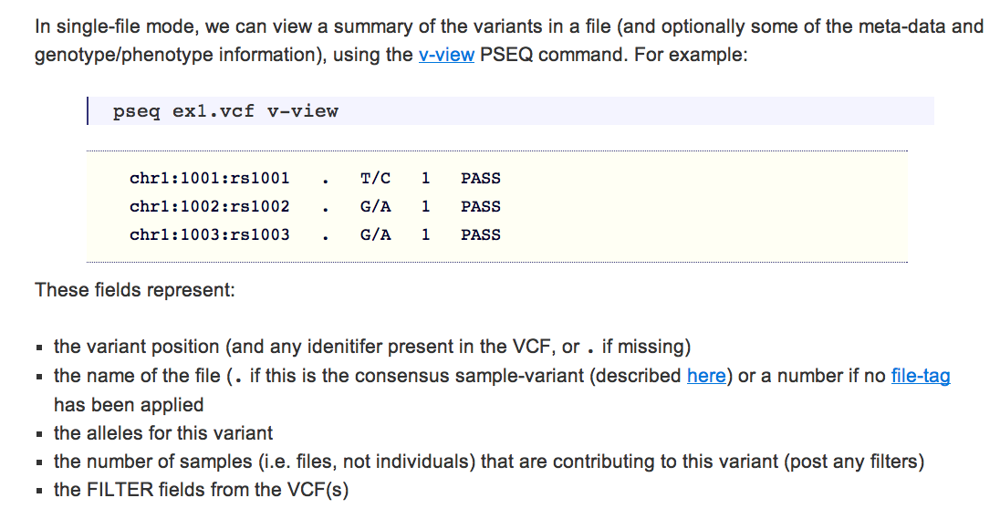 In single-file mode, we can view a summary of the variants in a file (and optionally some of the meta-data and
genotype/phenotype information), using the v-view PSEQ command. For example:
pseq ex1.vcf v-view
chr1:1001:rs1001 . T/C 1 PASS
chr1:1002:rs1002 . G/A 1 PASS
chr1:1003:rs1003 . G/A 1 PASS
These fields represent:
▪ the variant position (and any idenitifer present in the VCF, or . if missing)
▪ the name of the file (. if this is the consensus sample-variant (described here) or a number if no file-tag
has been applied
▪ the alleles for this variant
▪ the number of samples (i.e. files, not individuals) that are contributing to this variant (post any filters)
▪ the FILTER fields from the VCF(s)